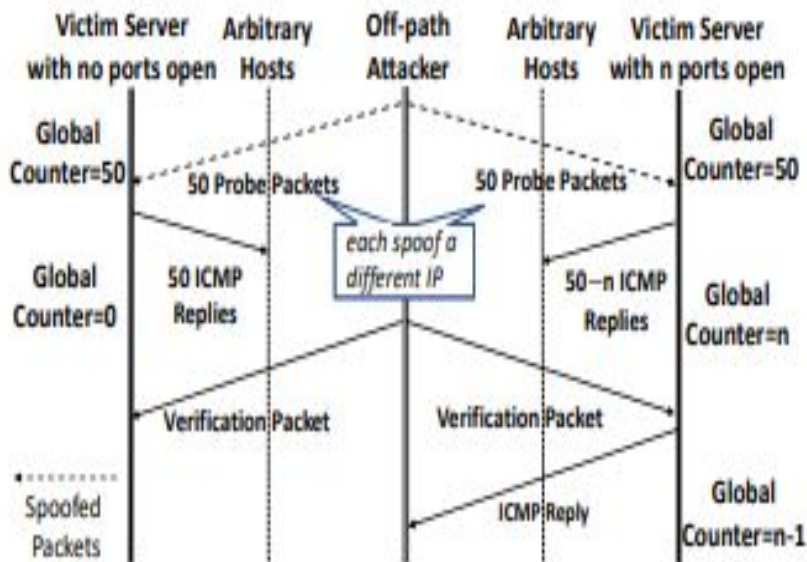 Victim Server
with no ports open
Arbitrary
Hosts
Off-path
Attacker
Arbitrary
Hosts
Victim Server
with n ports open
Global
Counter=50
Global
Counter=50
50 Probe Packets
50 Probe Packets
each spoof a
different IP
Global
Counter=0
50 ICMP
Replies
50−n ICMP
Replies
Global
Counter=n
Verification Packet
Verification Packet
Spoofed
Packets
ICMP Reply
Global
Counter=n-1